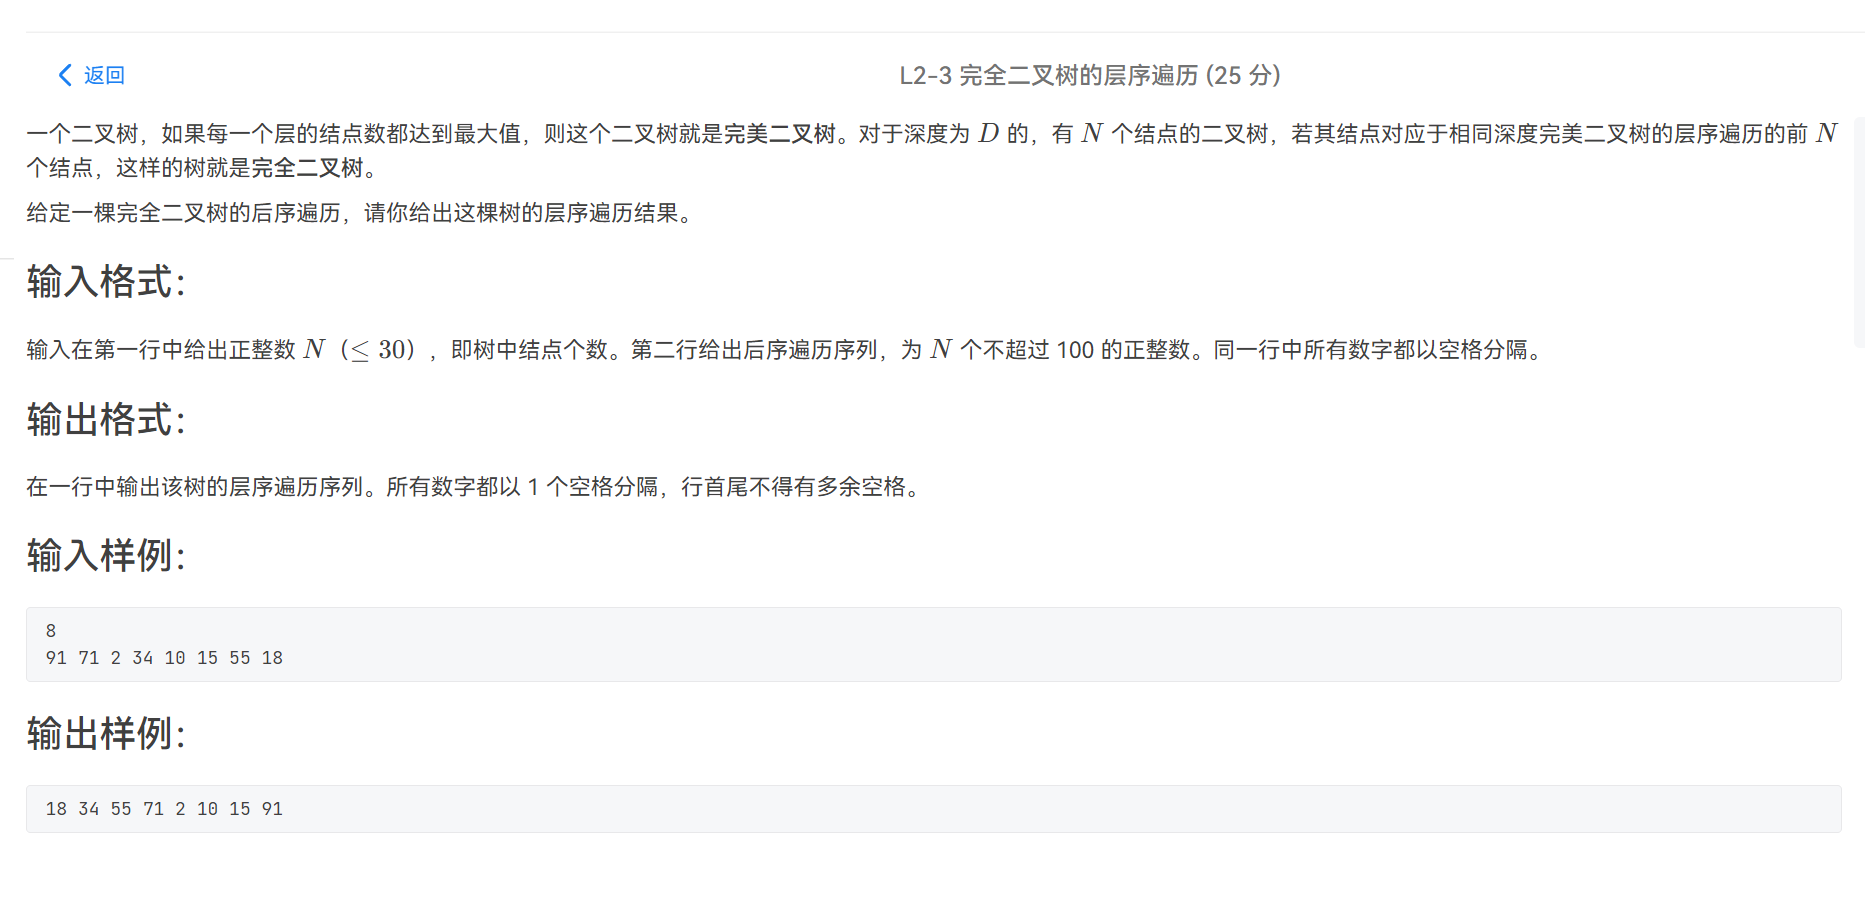 返回
L2-3 完全二叉树的层序遍历 (25 分)
一个二叉树，如果每一个层的结点数都达到最大值，则这个二叉树就是完美二叉树。对于深度为 D 的，有 N 个结点的二叉树，若其结点对应于相同深度完美二叉树的层序遍历的前 N
个结点，这样的树就是完全二叉树。
给定一棵完全二叉树的后序遍历，请你给出这棵树的层序遍历结果。
输入格式：
输入在第一行中给出正整数 N（≤ 30），即树中结点个数。第二行给出后序遍历序列，为 N 个不超过 100 的正整数。同一行中所有数字都以空格分隔。
输出格式：
在一行中输出该树的层序遍历序列。所有数字都以 1 个空格分隔，行首尾不得有多余空格。
输入样例：
8
91 71 2 34 10 15 55 18
输出样例：
18 34 55 71 2 10 15 91